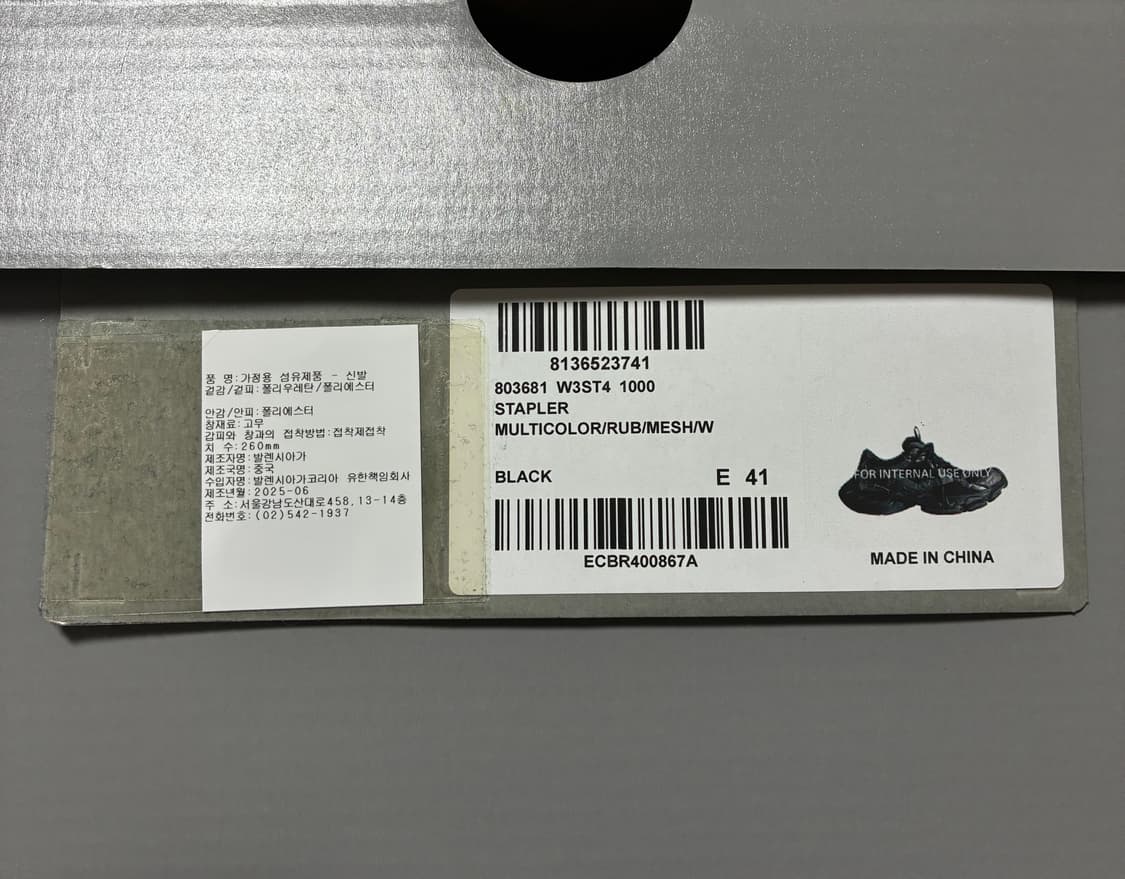 품 명:가정용 섬유제품 - 신발
겉감/겉피:폴리우레탄/폴리에스터
안감/안피:폴리에스터
창재료:고무
갑피와 창과의 접착방법:접착제접착
치 수:260mm
제조자명:발렌시아가
제조국명:중국
수입자명:발렌시아가코리아 유한책임회사
제조년월:2025-06
주 소:서울강남도산대로458,13-14층
전화번호:(02)542-1937
8136523741
803681 W3ST4 1000
STAPLER
MULTICOLOR/RUB/MESH/W
BLACK E 41
ECBR400867A
FOR INTERNAL USE ONLY
MADE IN CHINA